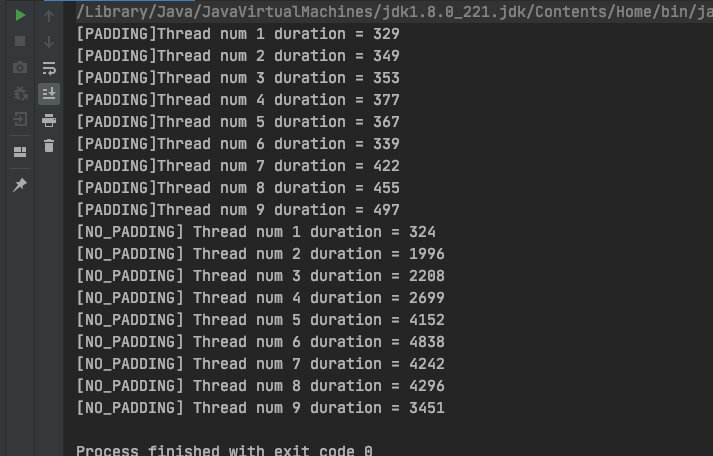 /Library/Java/JavaVirtualMachines/jdk1.8.0_221.jdk/Contents/Home/bin/ja
[PADDING]Thread num 1 duration = 329
[PADDING]Thread num 2 duration = 349
[PADDING]Thread num 3 duration = 353
[PADDING]Thread num 4 duration = 377
[PADDING]Thread num 5 duration = 367
[PADDING]Thread num 6 duration = 339
[PADDING]Thread num 7 duration = 422
[PADDING]Thread num 8 duration = 455
[PADDING]Thread num 9 duration = 497
[NO_PADDING] Thread num 1 duration = 324
[NO_PADDING] Thread num 2 duration = 1996
[NO_PADDING] Thread num 3 duration = 2208
[NO_PADDING] Thread num 4 duration = 2699
[NO_PADDING] Thread num 5 duration = 4152
[NO_PADDING] Thread num 6 duration = 4838
[NO_PADDING] Thread num 7 duration = 4242
[NO_PADDING] Thread num 8 duration = 4296
[NO_PADDING] Thread num 9 duration = 3451
Process finished with exit code 0